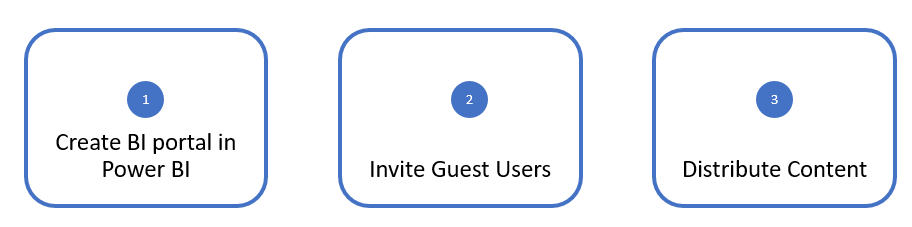 1
Create BI portal in
Power BI
2
Invite Guest Users
3
Distribute Content